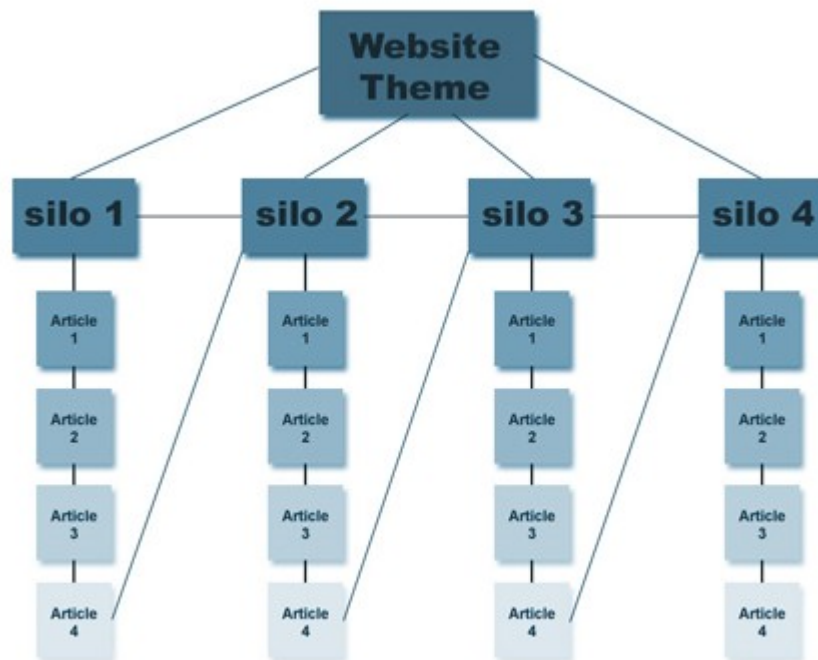 Website
Theme
silo 1
silo 2
silo 3
silo 4
Article
1
Article
1
Article
1
Article
1
Article
2
Article
2
Article
2
Article
2
Article
3
Article
3
Article
3
Article
3
Article
4
Article
4
Article
4
Article
4